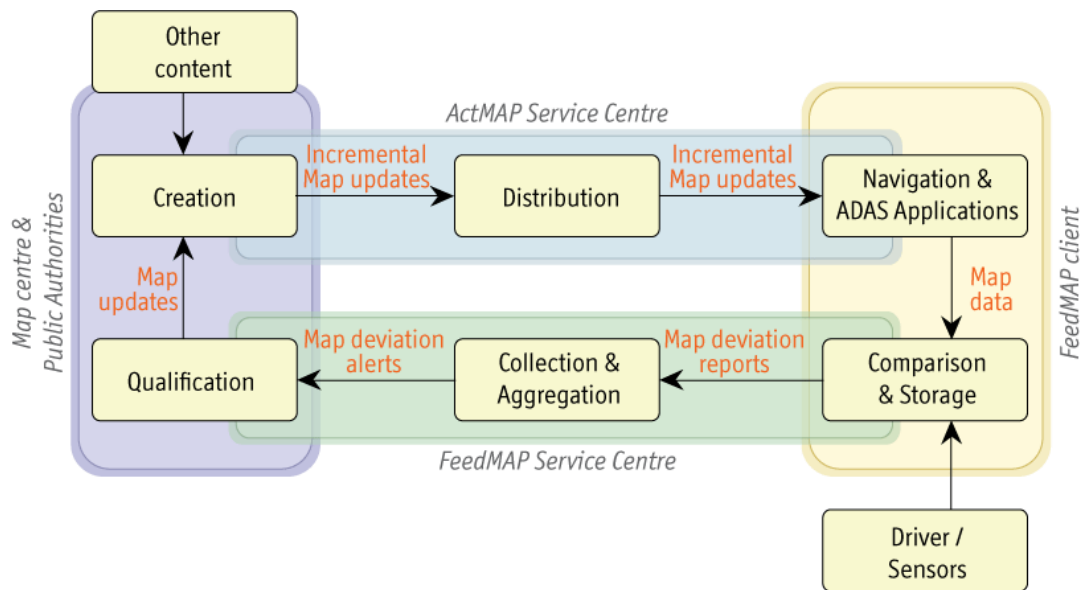 Other
content
ActMAP Service Centre
Creation
Incremental
Map updates
Distribution
Incremental
Map updates
Navigation &
ADAS Applications
Map centre &
Public Authorities
Map
updates
Map
data
FeedMAP client
Qualification
Map deviation
alerts
Collection &
Aggregation
Map deviation
reports
Comparison
& Storage
FeedMAP Service Centre
Driver /
Sensors